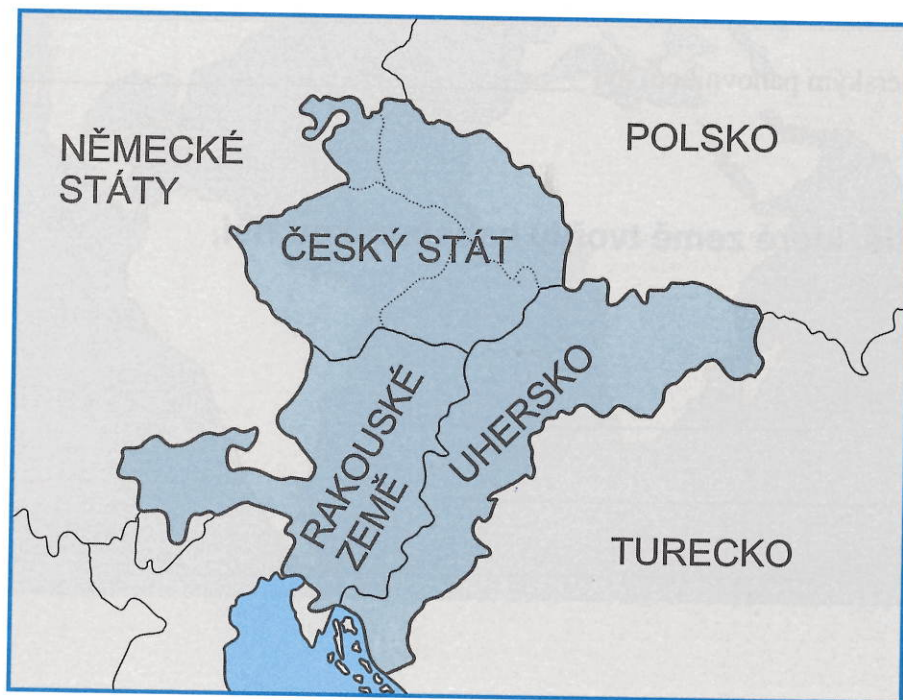 NĚMECKÉ
STÁTY
POLSKO
ČESKÝ STÁT
RAKOUSKÉ
ZEMĚ
UHERSKO
TURECKO